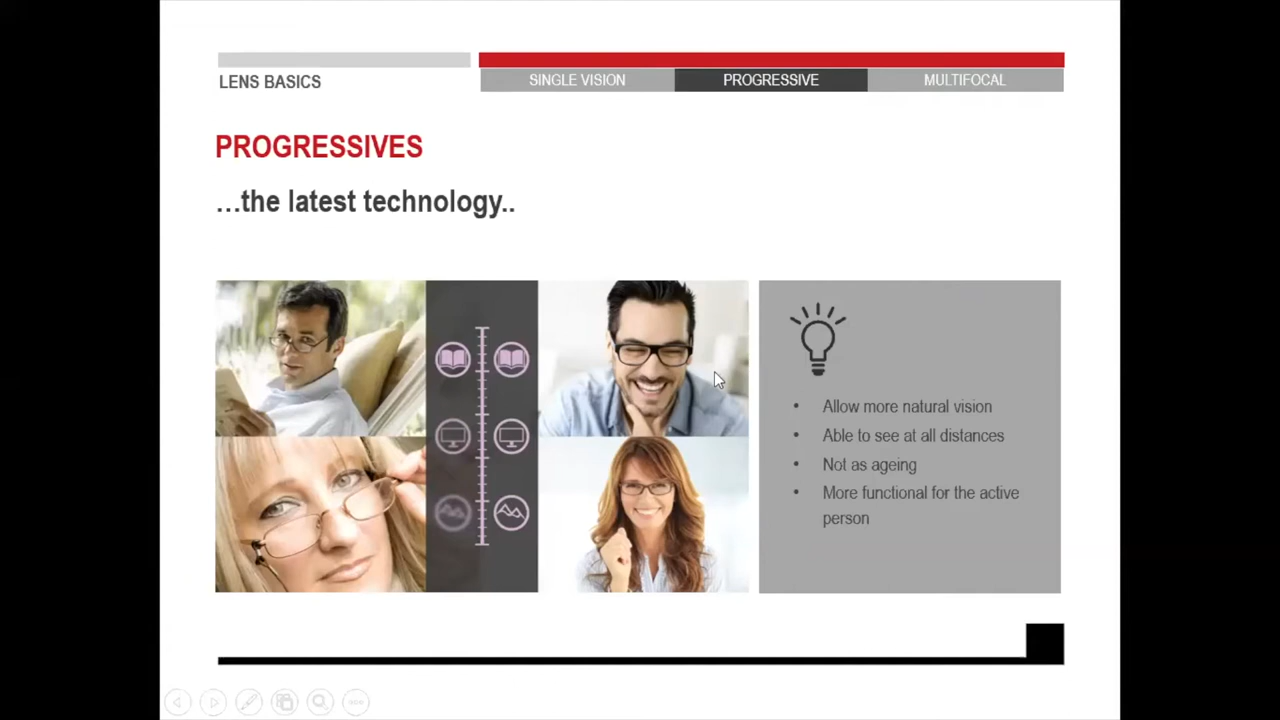 LENS BASICS
SINGLE VISION
PROGRESSIVE
MULTIFOCAL
PROGRESSIVES
…the latest technology..
• Allow more natural vision
• Able to see at all distances
• Not as ageing
• More functional for the active
person